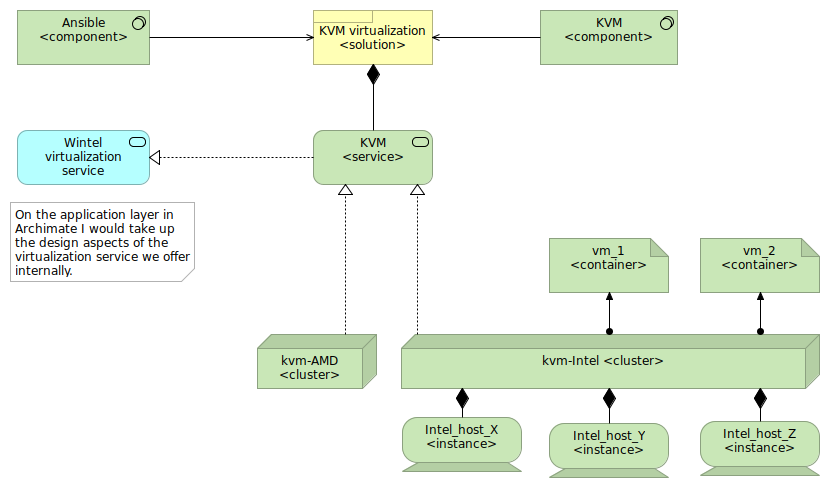 Ansible
<component>
KVM virtualization
<solution>
KVM
<component>
Wintel
virtualization
service
KVM
<service>
On the application layer in
Archimate I would take up
the design aspects of the
virtualization service we offer
internally.
vm_1
<container>
vm_2
<container>
kvm-AMD
<cluster>
kvm-Intel <cluster>
Intel_host_X
<instance>
Intel_host_Y
<instance>
Intel_host_Z
<instance>